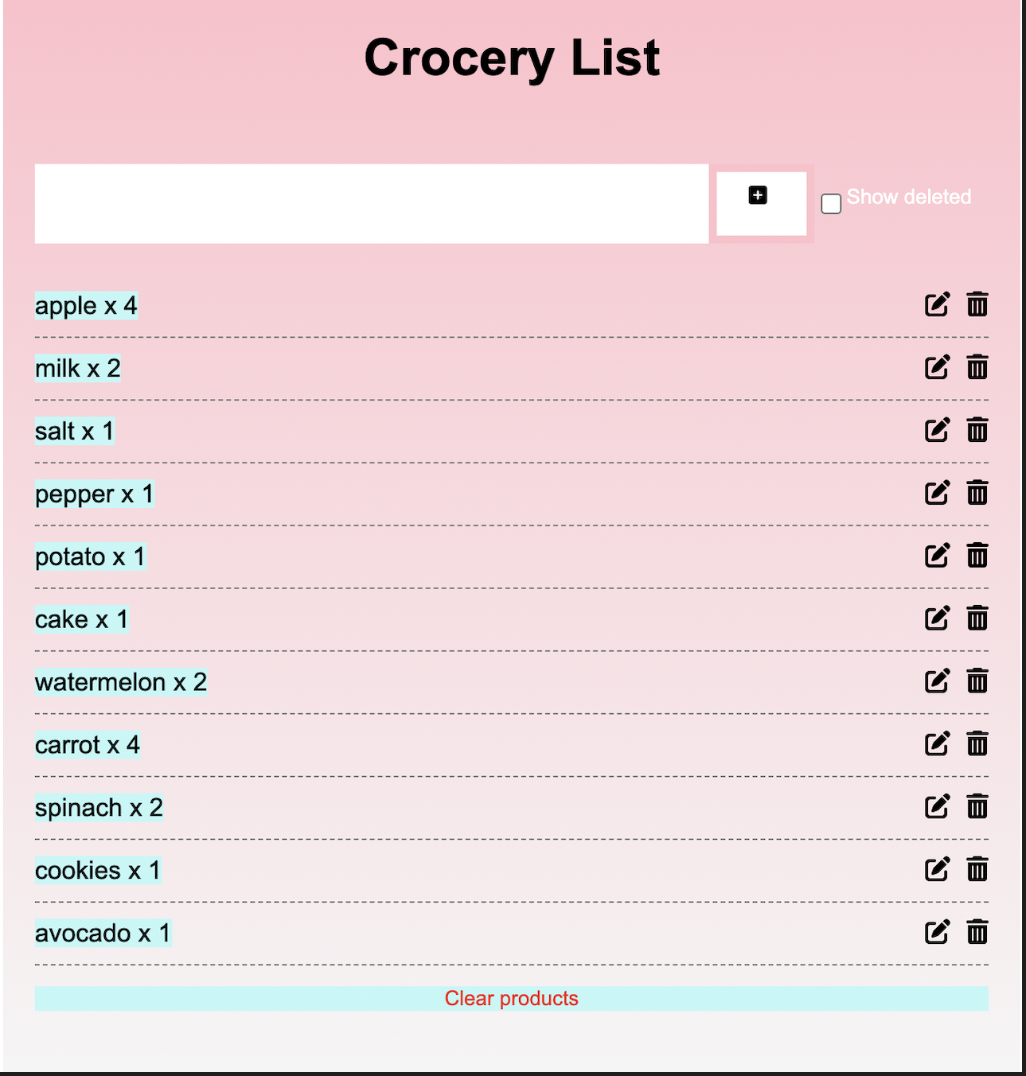 Crocery List
Show deleted
apple x 4
milk x 2
salt x 1
pepper x 1
potato x 1
cake x 1
watermelon x 2
carrot x 4
spinach x 2
cookies x 1
avocado x 1
Clear products